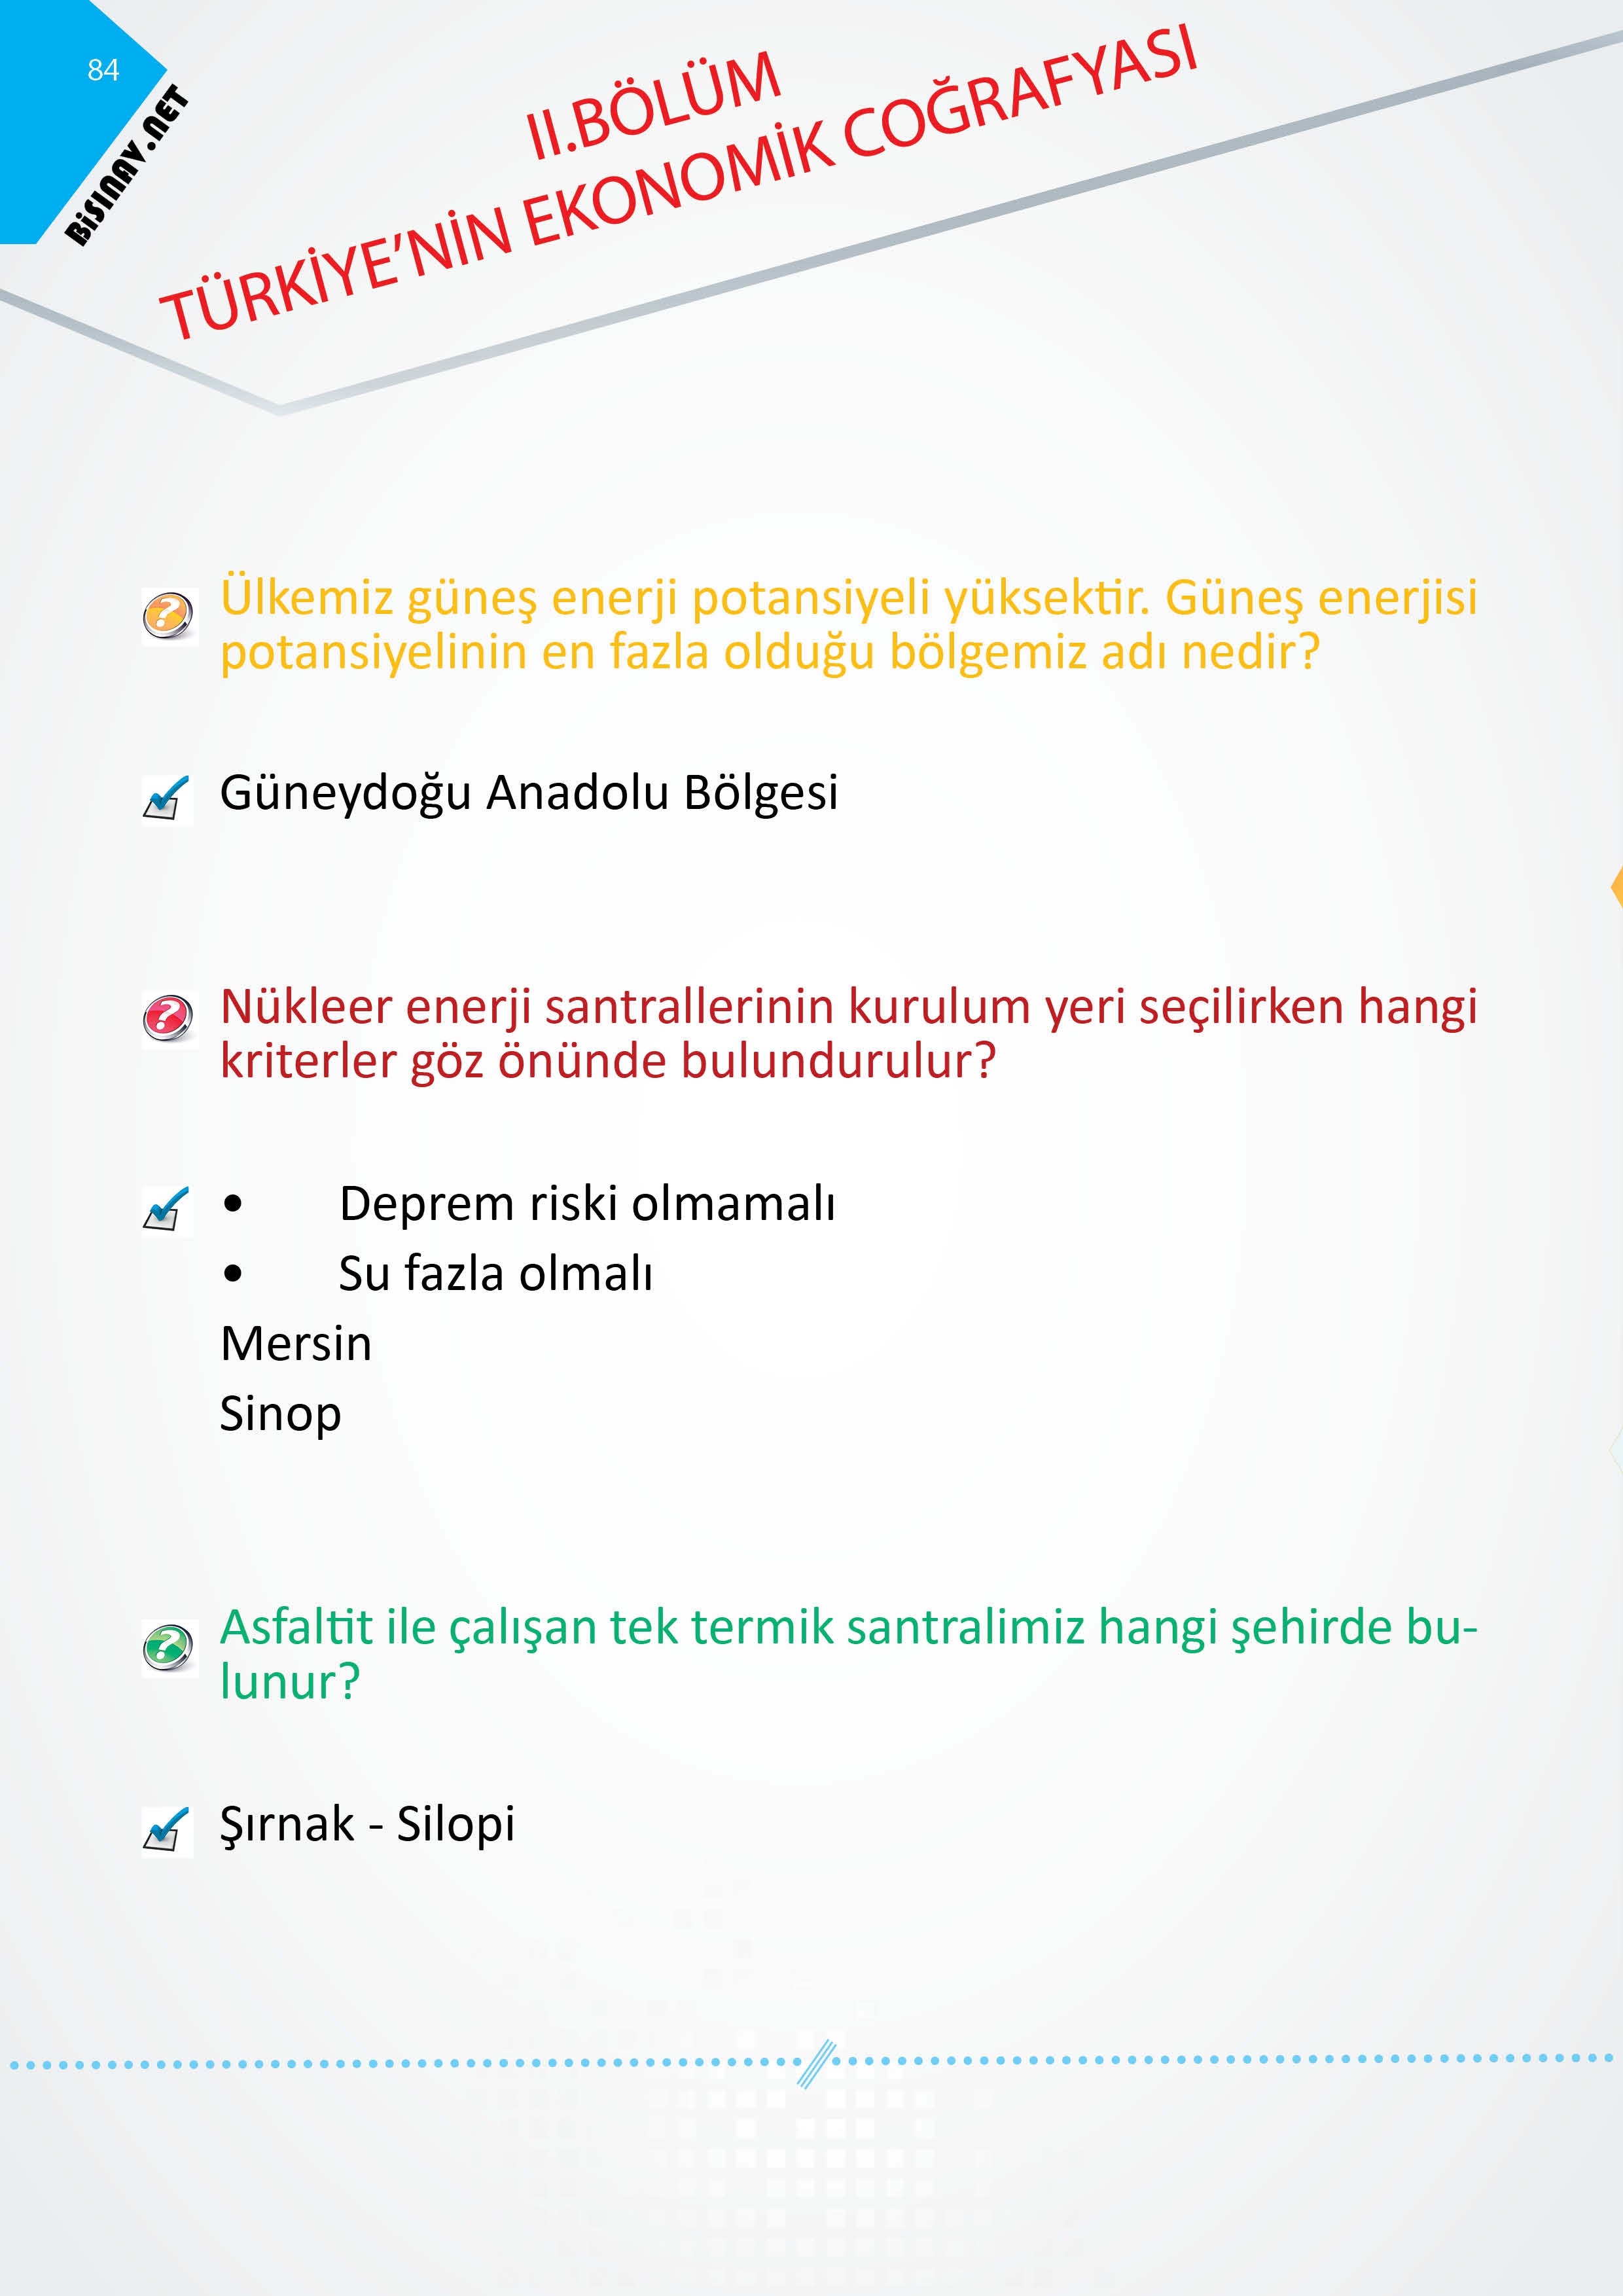 84
BiSINAV.NET
II.BÖLÜM
TÜRKİYE’NİN EKONOMİK COĞRAFYASI
Ülkemiz güneş enerji potansiyeli yüksektir. Güneş enerjisi
potansiyelinin en fazla olduğu bölgemiz adı nedir?
Güneydoğu Anadolu Bölgesi
Nükleer enerji santrallerinin kurulum yeri seçilirken hangi
kriterler göz önünde bulundurulur?
• Deprem riski olmamalı
• Su fazla olmalı
Mersin
Sinop
Asfaltit ile çalışan tek termik santralimiz hangi şehirde bu-
lunur?
Şırnak - Silopi